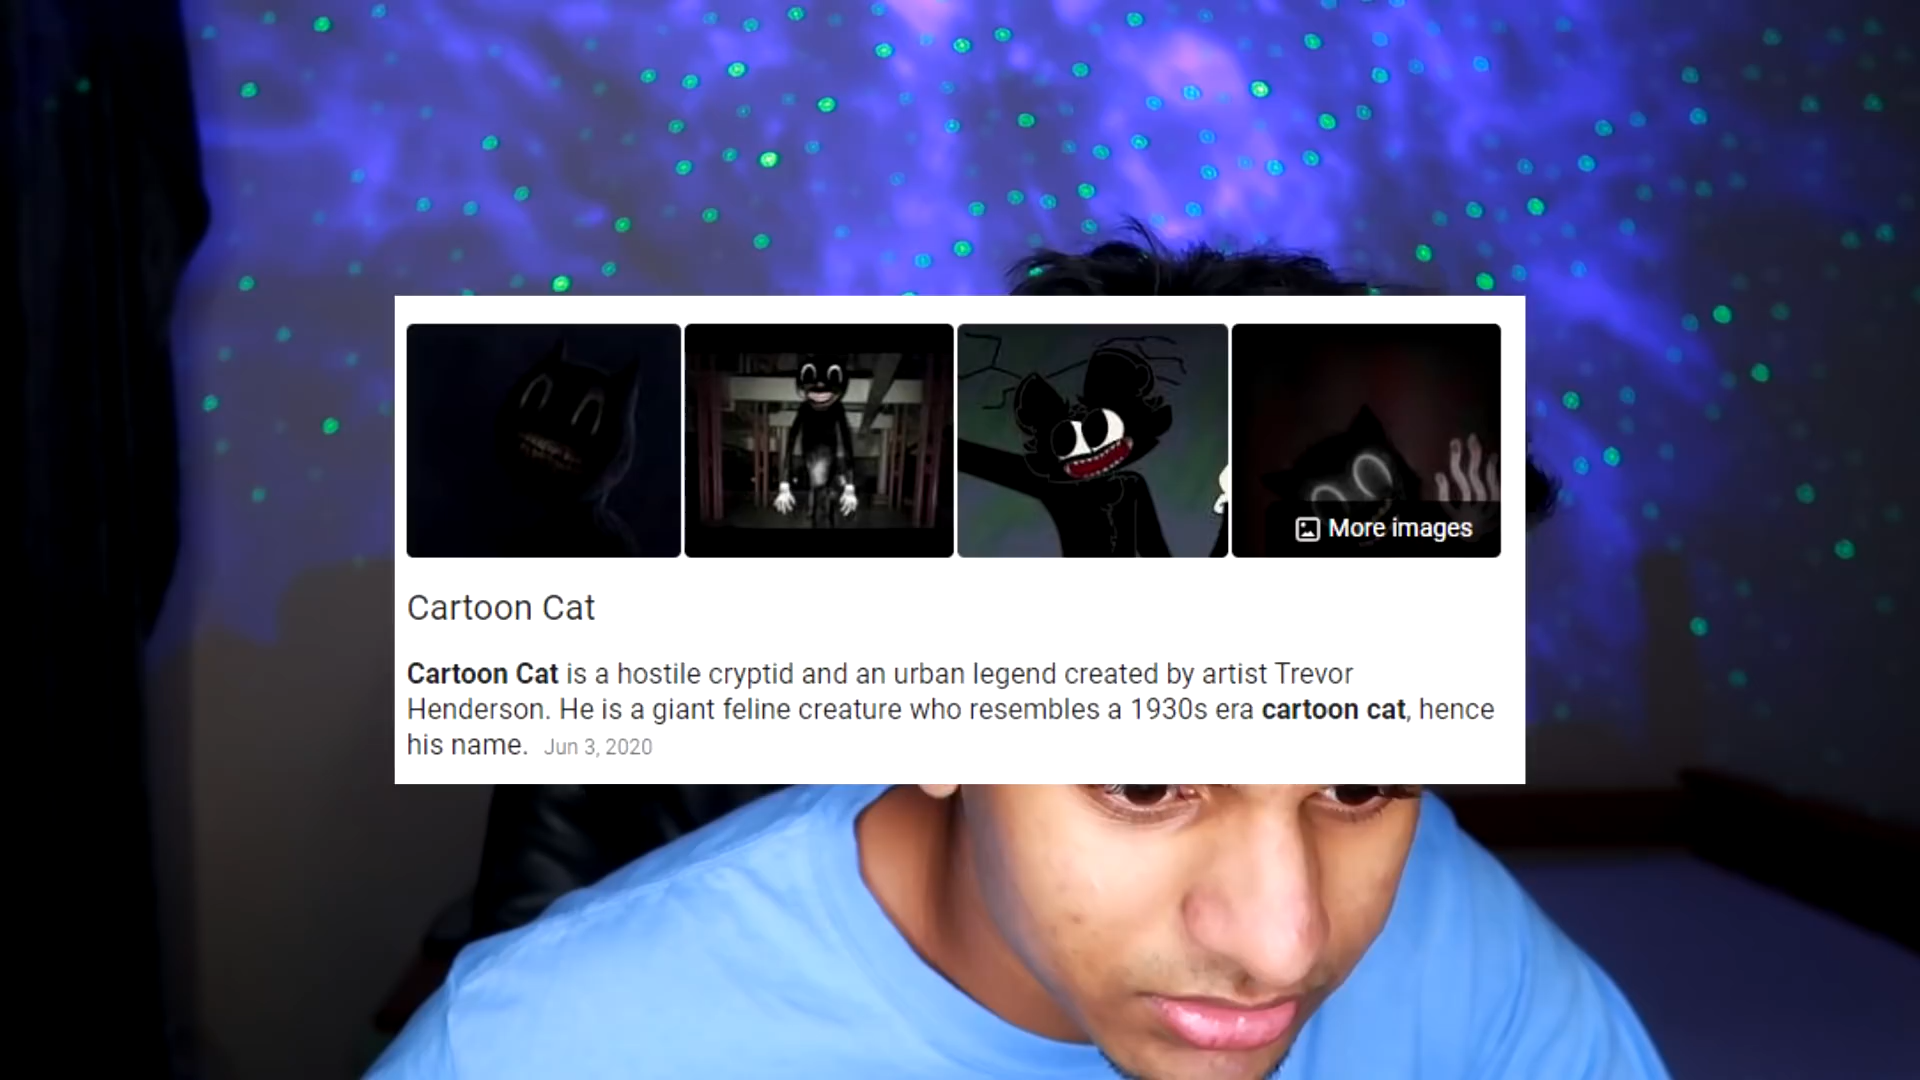 More images
Cartoon Cat
Cartoon Cat is a hostile cryptid and an urban legend created by artist Trevor
Henderson. He is a giant feline creature who resembles a 1930s era cartoon cat, hence
his name. Jun 3, 2020